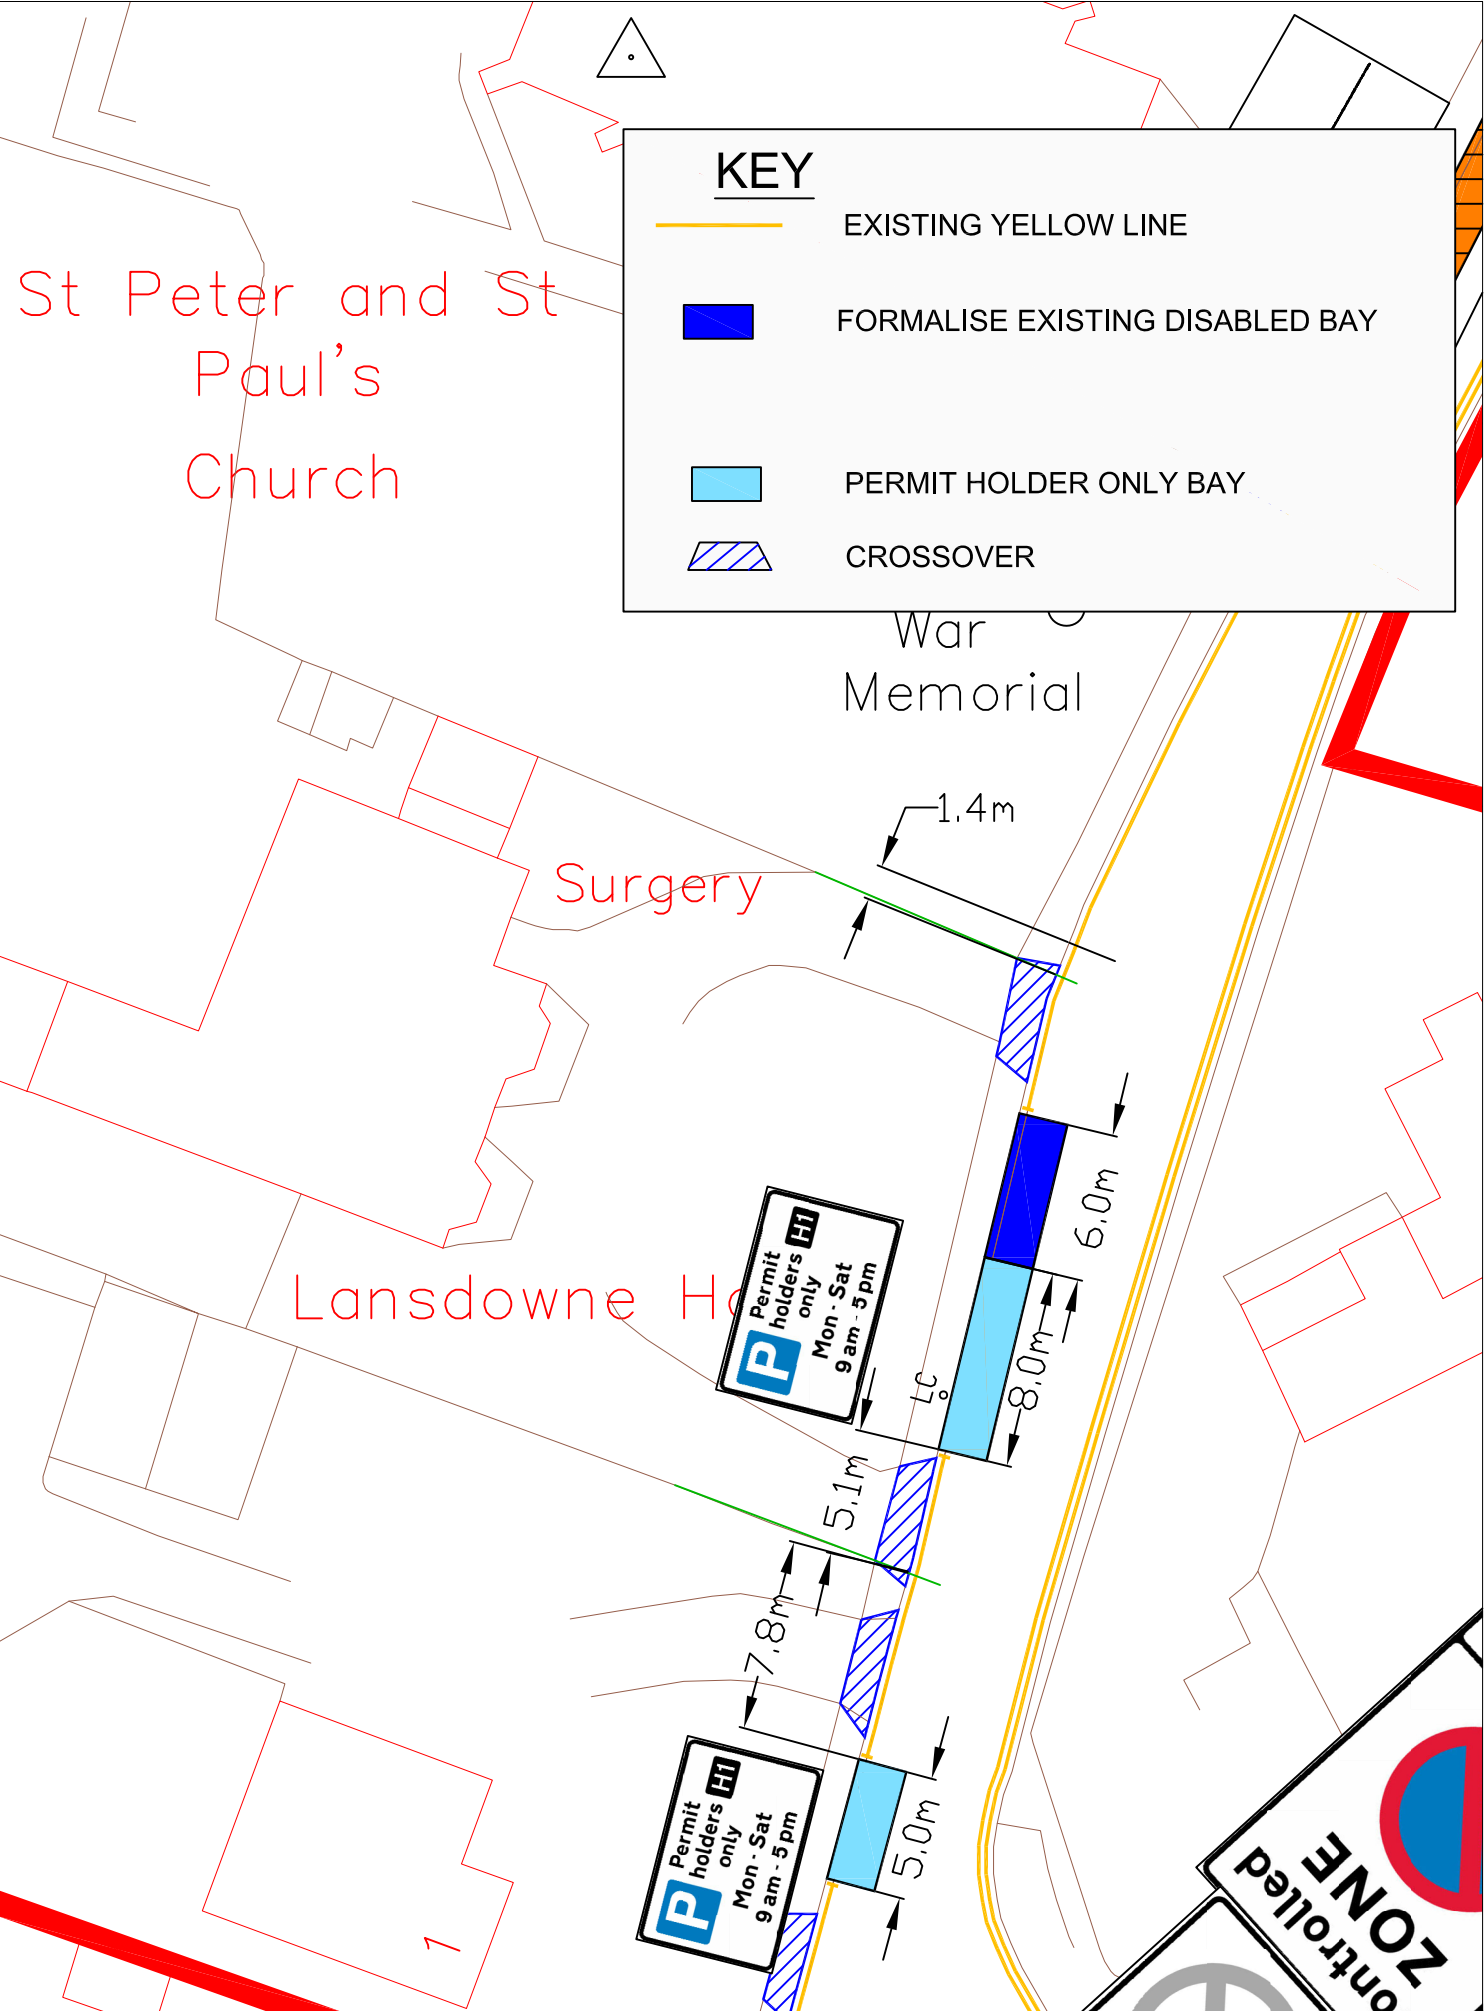 KEY
EXISTING YELLOW LINE
FORMALISE EXISTING DISABLED BAY
PERMIT HOLDER ONLY BAY
CROSSOVER
St Peter and St
Paul's
Church
War
Memorial
1.4m
Surgery
6.0m
Lansdowne
P
Permit
holders H1
only
Mon - Sat
9 am - 5 pm
LC
8.0m
5.1m
7.8m
P
Permit
holders H1
only
Mon - Sat
9 am - 5 pm
5.0m
1
ZONE